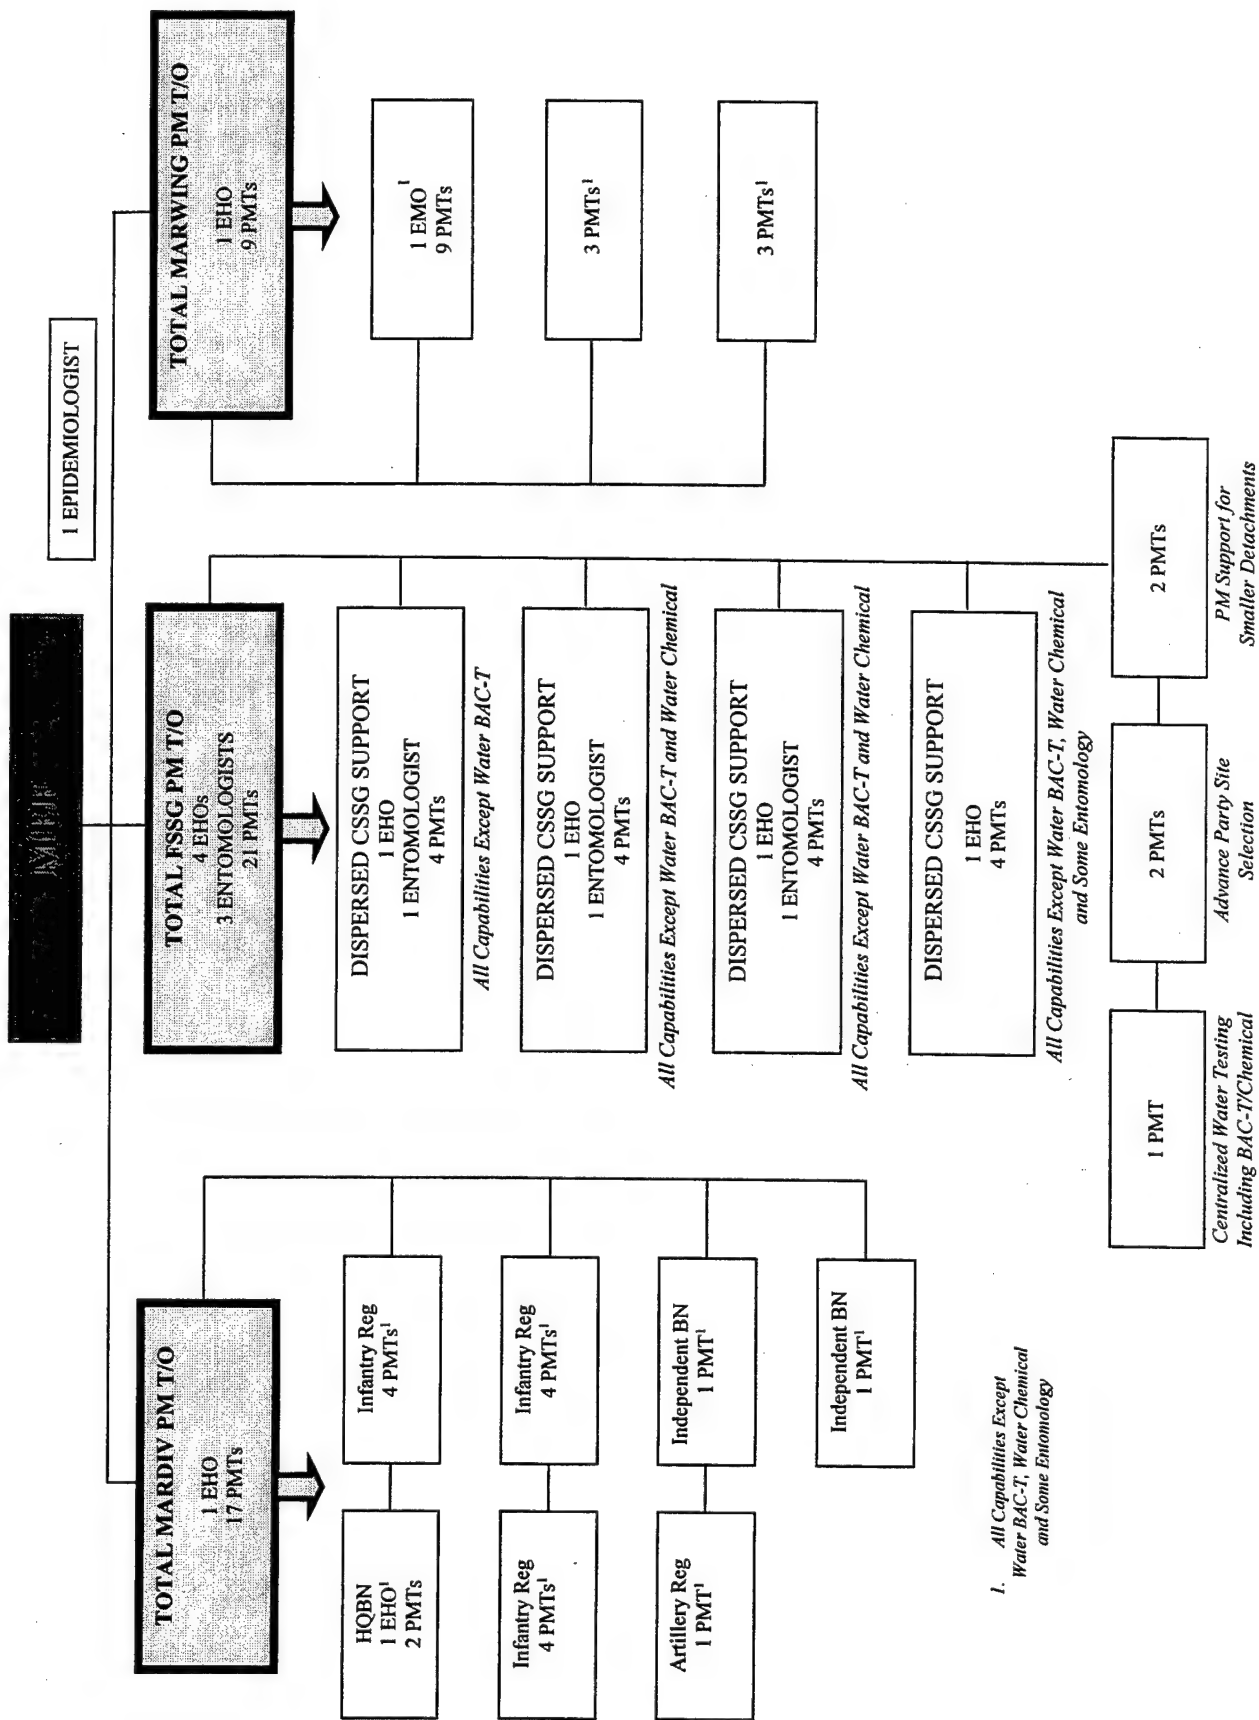 1 EPIDEMIOLOGIST
TOTAL MARDIV PM T/O
1 EHO
17 PMTs
HQBN
1 EHO1
2 PMTs
Infantry Reg
4 PMTs1
Infantry Reg
4 PMTs1
Infantry Reg
4 PMTs1
Artillery Reg
1 PMT1
Independent BN
1 PMT1
Independent BN
1 PMT1
1. All Capabilities Except
Water BAC-T, Water Chemical
and Some Entomology
TOTAL FSSG PM T/O
4 EHOs
3 ENTOMOLOGISTS
21 PMTs
DISPERSED CSSG SUPPORT
1 EHO
1 ENTOMOLOGIST
4 PMTs
All Capabilities Except Water BAC-T
DISPERSED CSSG SUPPORT
1 EHO
1 ENTOMOLOGIST
4 PMTs
All Capabilities Except Water BAC-T and Water Chemical
DISPERSED CSSG SUPPORT
1 EHO
1 ENTOMOLOGIST
4 PMTs
All Capabilities Except Water BAC-T and Water Chemical
DISPERSED CSSG SUPPORT
1 EHO
4 PMTs
All Capabilities Except Water BAC-T, Water Chemical
and Some Entomology
1 PMT
Centralized Water Testing
Including BAC-T/Chemical
2 PMTs
Advance Party Site
Selection
2 PMTs
PM Support for
Smaller Detachments
TOTAL MARWING PM T/O
1 EHO
9 PMTs
1 EMO1
9 PMTs
3 PMTs1
3 PMTs1